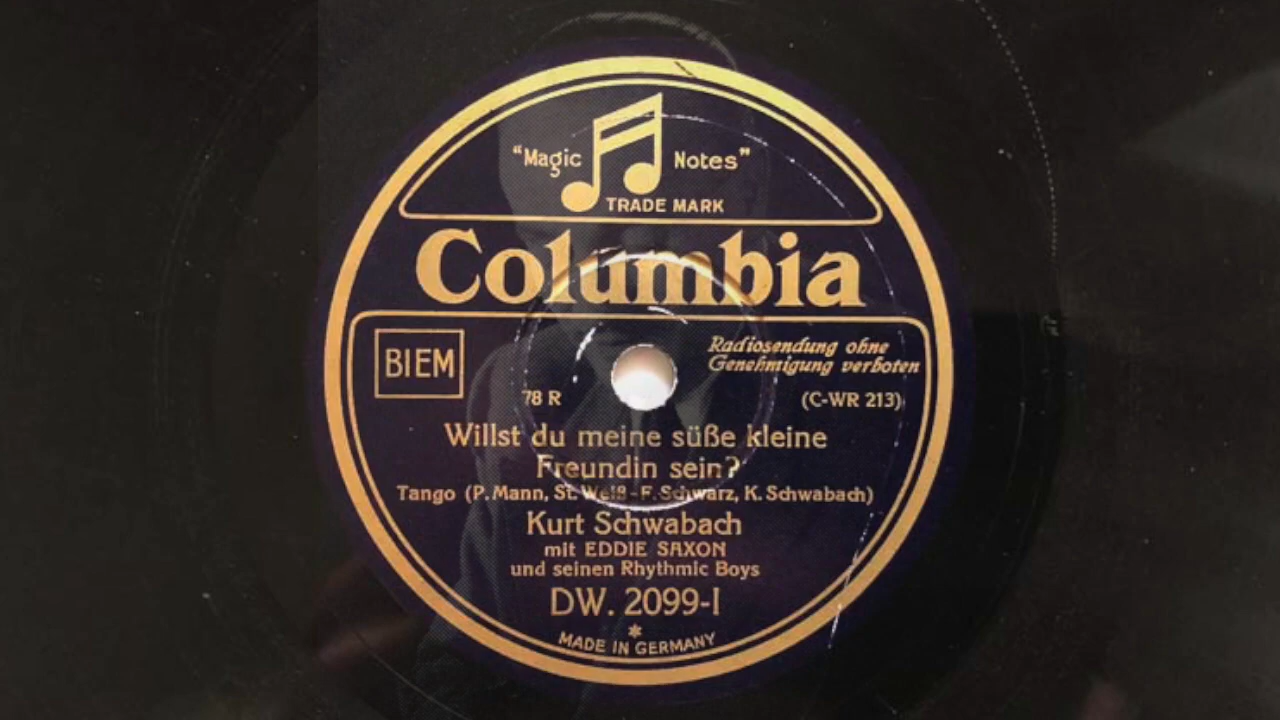 "Magic Notes"
TRADE MARK
Columbia
BIEM
Radiosendung ohne
Genehmigung verboten
78 R
(C-WR 213)
Willst du meine süße kleine
Freundin sein?
Tango (P. Mann, St. Weiß - F. Schwarz, K. Schwabach)
Kurt Schwabach
mit EDDIE SAXON
und seinen Rhythmic Boys
DW. 2099-I
*
MADE IN GERMANY